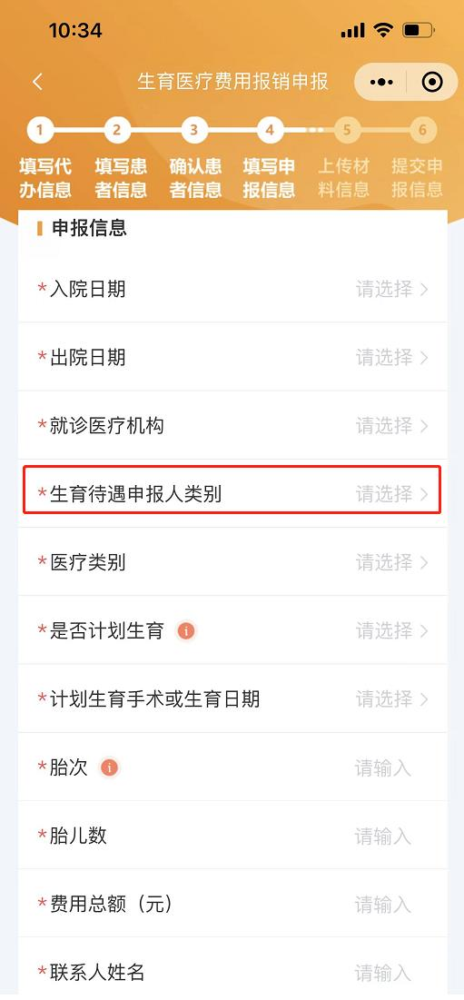 10:34
生育医疗费用报销申报
1 2 3 4 5 6
填写代 填写患 确认患 填写申 上传材 提交申
办信息 者信息 者信息 报信息 料信息 报信息
申报信息
*入院日期 请选择
*出院日期 请选择
*就诊医疗机构 请选择
*生育待遇申报人类别 请选择
*医疗类别 请选择
*是否计划生育 i 请选择
*计划生育手术或生育日期 请选择
*胎次 i 请输入
*胎儿数 请输入
*费用总额（元） 请输入
*联系人姓名 请输入